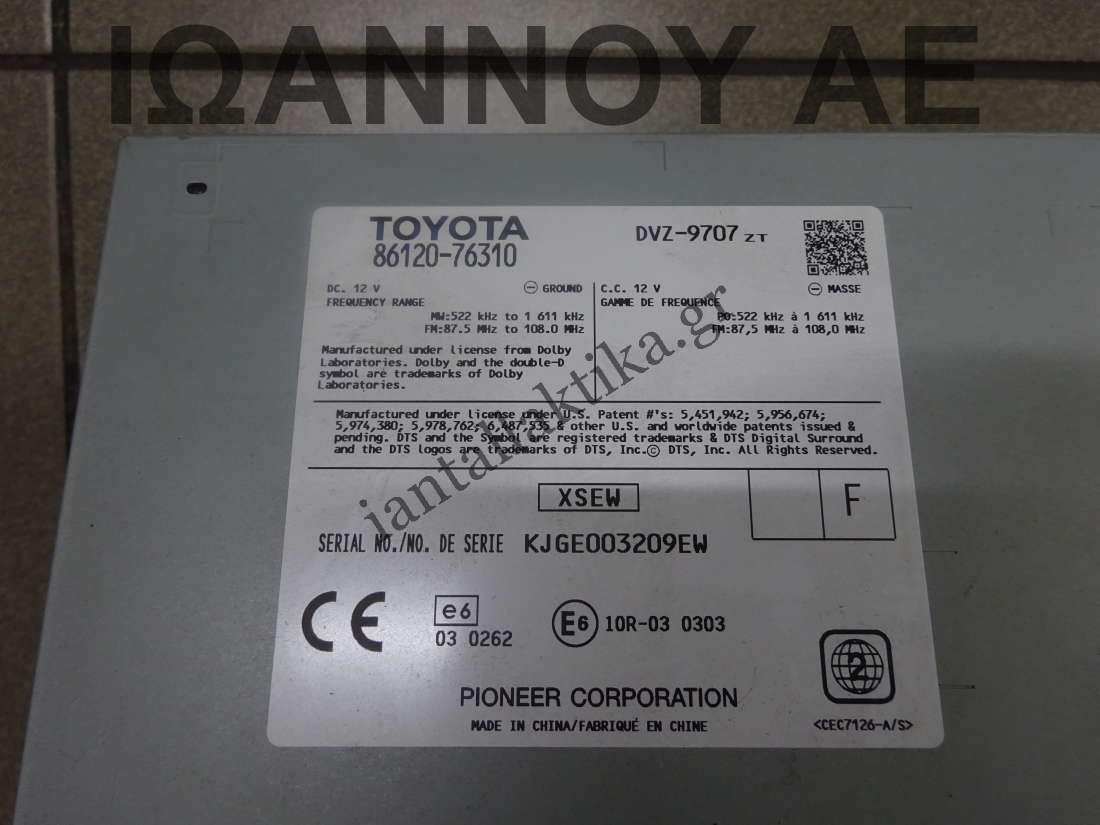 ΙΩΑΝΝΟΥ ΑΕ
TOYOTA
86120-76310
DVZ-9707 ZT
DC. 12 V ⊖ GROUND
FREQUENCY RANGE
MW:522 kHz to 1 611 kHz
FM:87.5 MHz to 108.0 MHz
C.C. 12 V ⊖ MASSE
GAMME DE FREQUENCE
PO:522 kHz à 1 611 kHz
FM:87,5 MHz à 108,0 MHz
Manufactured under license from Dolby
Laboratories. Dolby and the double-D
symbol are trademarks of Dolby
Laboratories.
Manufactured under license under U.S. Patent #'s: 5,451,942; 5,956,674;
5,974,380; 5,978,762; 6,487,535 & other U.S. and worldwide patents issued &
pending. DTS and the Symbol are registered trademarks & DTS Digital Surround
and the DTS logos are trademarks of DTS, Inc.© DTS, Inc. All Rights Reserved.
iantallaktika.gr
XSEW
F
SERIAL NO./NO. DE SERIE KJGE003209EW
CE
e6
03 0262
E6 10R-03 0303
2
PIONEER CORPORATION
MADE IN CHINA/FABRIQUÉ EN CHINE
<CEC7126-A/S>